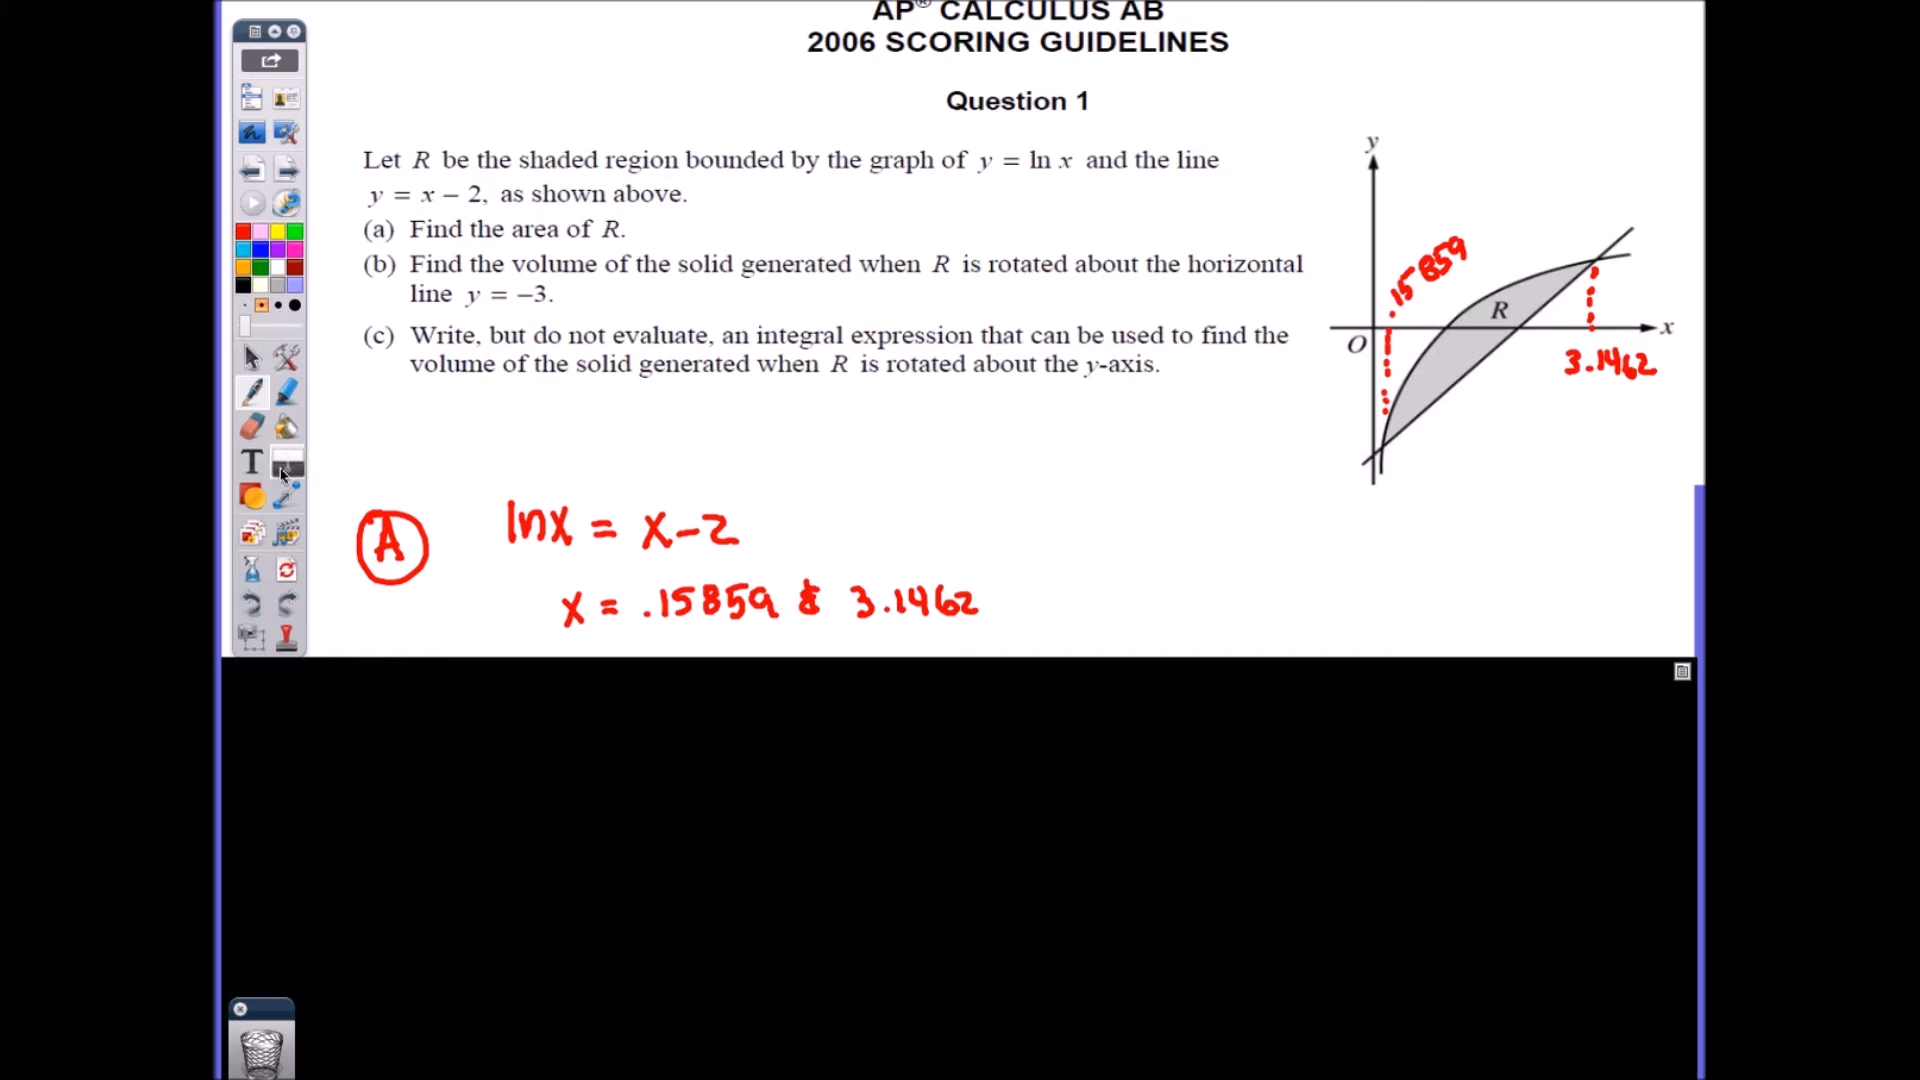 AP® CALCULUS AB
2006 SCORING GUIDELINES
Question 1
Let R be the shaded region bounded by the graph of y = ln x and the line
y = x – 2, as shown above.
(a) Find the area of R.
(b) Find the volume of the solid generated when R is rotated about the horizontal
line y = –3.
(c) Write, but do not evaluate, an integral expression that can be used to find the
volume of the solid generated when R is rotated about the y-axis.
y
.15859
R
x
O
3.1462
T
A
lnx = x-2
x = .15859 & 3.1462